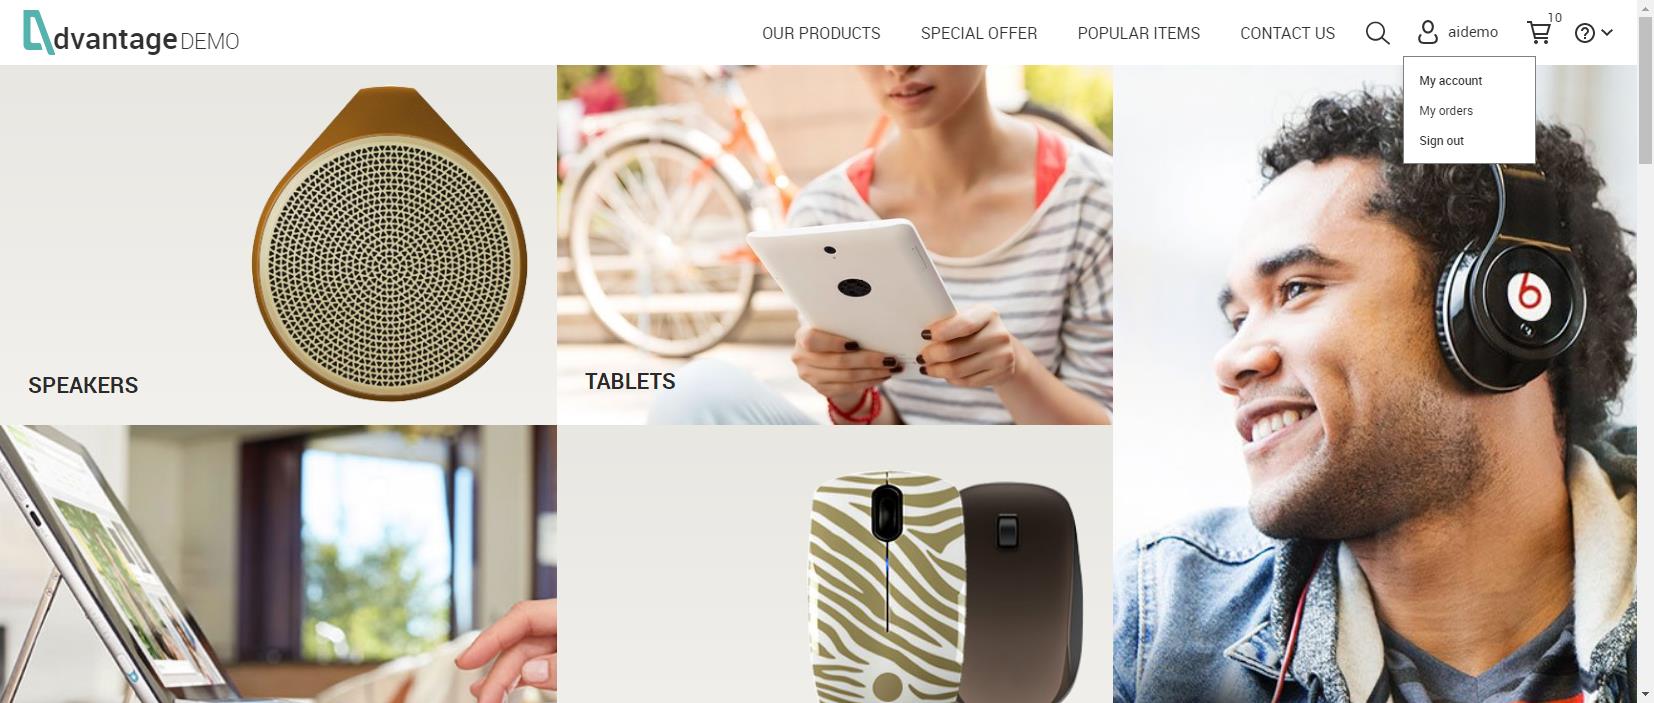 dvantage DEMO
OUR PRODUCTS SPECIAL OFFER POPULAR ITEMS CONTACT US aidemo 10
My account
My orders
Sign out
SPEAKERS
TABLETS
b